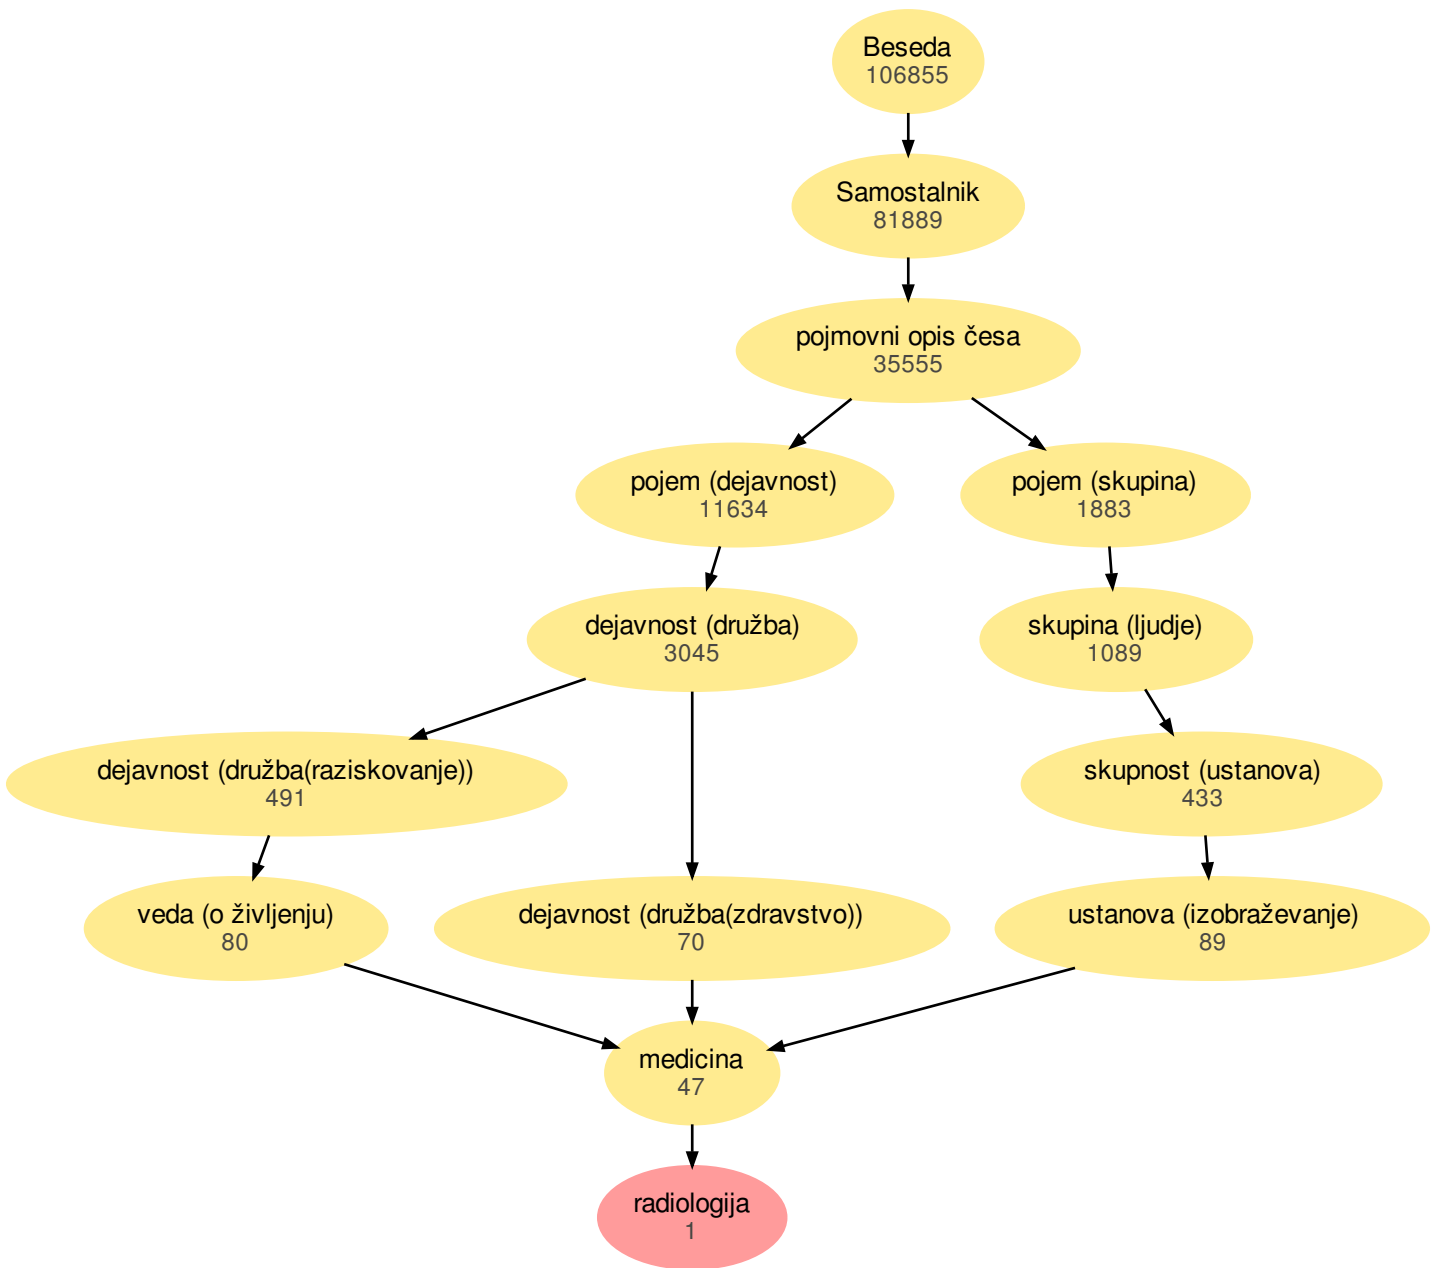 Beseda
106855
Samostalnik
81889
pojmovni opis česa
35555
pojem (dejavnost)
11634
pojem (skupina)
1883
dejavnost (družba)
3045
skupina (ljudje)
1089
dejavnost (družba(raziskovanje))
491
skupnost (ustanova)
433
veda (o življenju)
80
dejavnost (družba(zdravstvo))
70
ustanova (izobraževanje)
89
medicina
47
radiologija
1